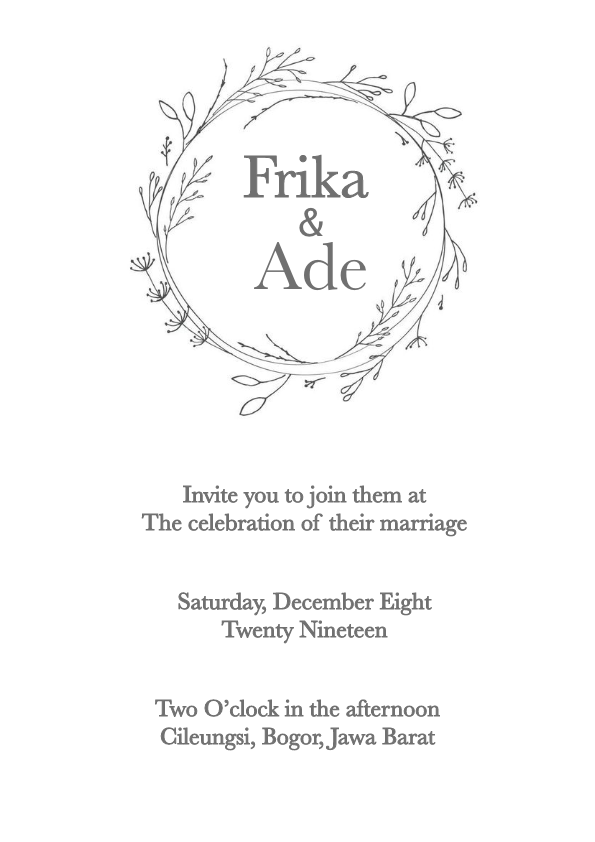 Frika
&
Ade
Invite you to join them at
The celebration of their marriage
Saturday, December Eight
Twenty Nineteen
Two O’clock in the afternoon
Cileungsi, Bogor, Jawa Barat